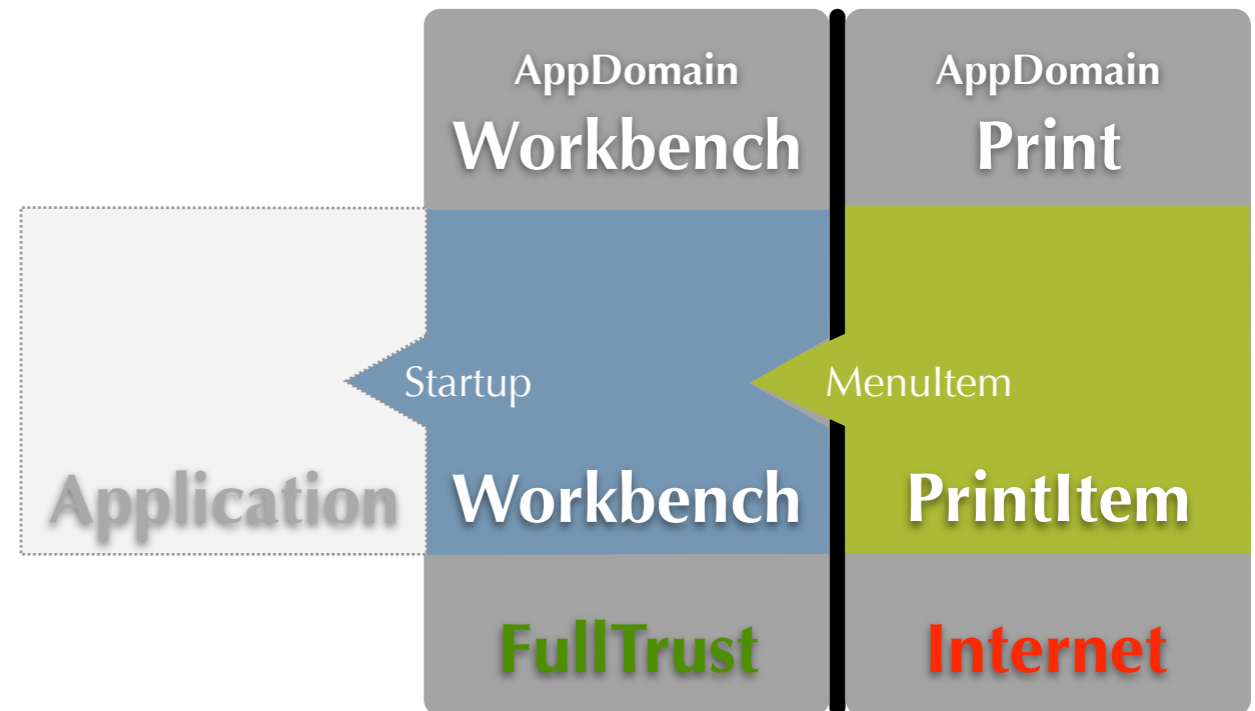 AppDomain
Workbench
AppDomain
Print
Startup
MenuItem
Application
Workbench
PrintItem
FullTrust
Internet